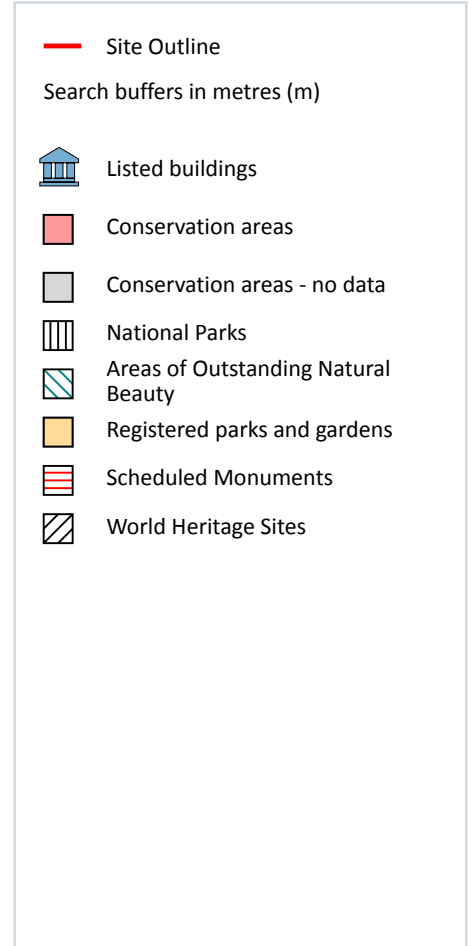 Site Outline
Search buffers in metres (m)
Listed buildings
Conservation areas
Conservation areas - no data
National Parks
Areas of Outstanding Natural
Beauty
Registered parks and gardens
Scheduled Monuments
World Heritage Sites